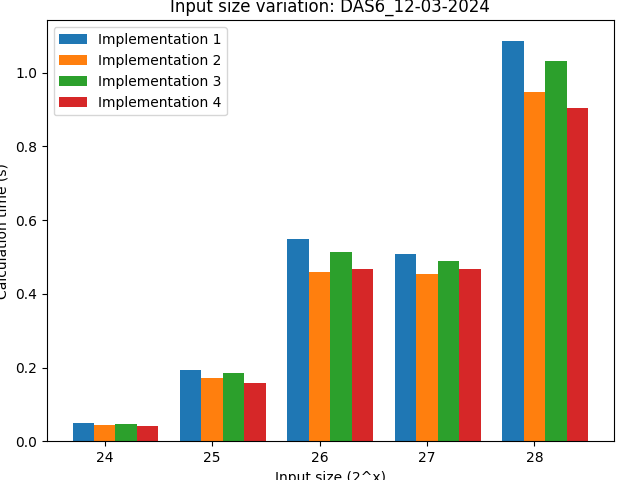 Input size variation: DAS6_12-03-2024
Implementation 1
Implementation 2
Implementation 3
Implementation 4
Calculation time (s)
1.0
0.8
0.6
0.4
0.2
0.0
24 25 26 27 28
Input size (2^x)